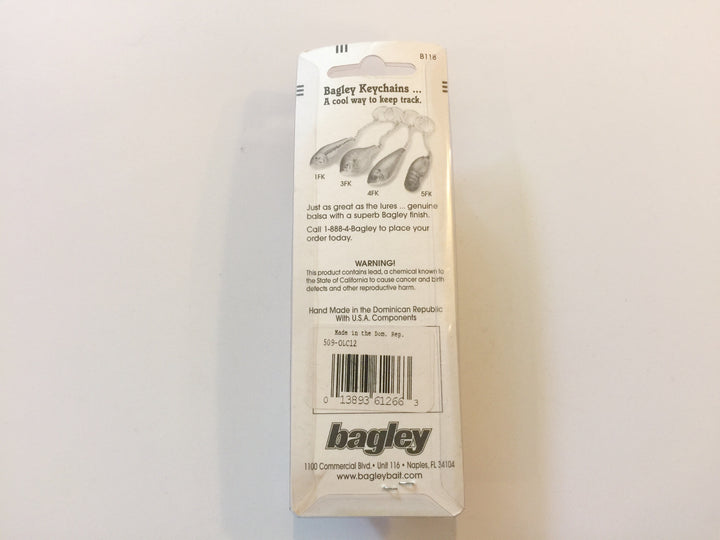 B118
Bagley Keychains ...
A cool way to keep track.
1FK
3FK
4FK
5FK
Just as great as the lures ... genuine
balsa with a superb Bagley finish.
Call 1-888-4-Bagley to place your
order today.
WARNING!
This product contains lead, a chemical known to
the State of California to cause cancer and birth
defects and other reproductive harm.
Hand Made in the Dominican Republic
With U.S.A. Components
Made in the Dom. Rep.
509-OLC12
0 13893 61266 3
bagley
1100 Commercial Blvd. • Unit 116 • Naples, FL 34104
www.bagleybait.com